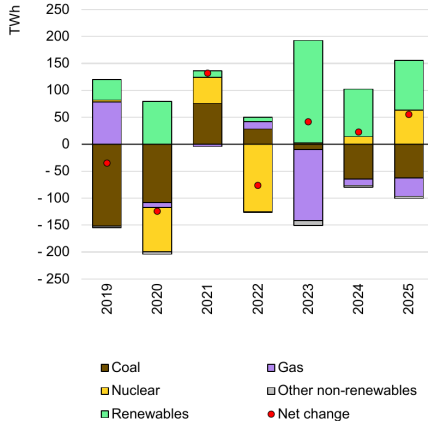 TWh
250
200
150
100
50
0
- 50
- 100
- 150
- 200
- 250
2019 2020 2021 2022 2023 2024 2025
Coal Gas
Nuclear Other non-renewables
Renewables Net change